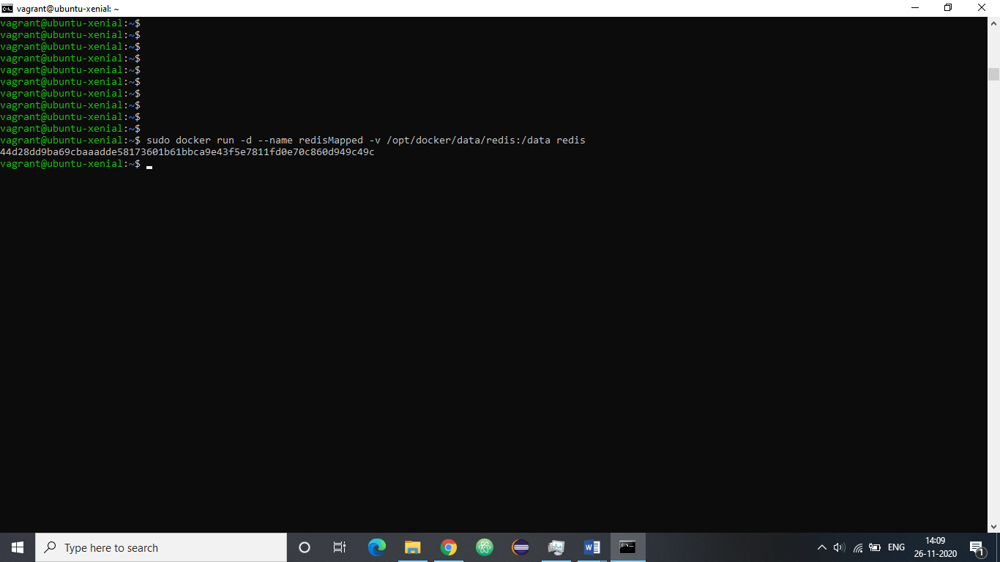 vagrant@ubuntu-xenial: ~
vagrant@ubuntu-xenial:~$
vagrant@ubuntu-xenial:~$
vagrant@ubuntu-xenial:~$
vagrant@ubuntu-xenial:~$
vagrant@ubuntu-xenial:~$
vagrant@ubuntu-xenial:~$
vagrant@ubuntu-xenial:~$
vagrant@ubuntu-xenial:~$
vagrant@ubuntu-xenial:~$
vagrant@ubuntu-xenial:~$
vagrant@ubuntu-xenial:~$ sudo docker run -d --name redisMapped -v /opt/docker/data/redis:/data redis
44d28dd9ba69cbaaadde58173601b61bbca9e43f5e7811fd0e70c860d949c49c
vagrant@ubuntu-xenial:~$
Type here to search
ENG
14:09
26-11-2020
1